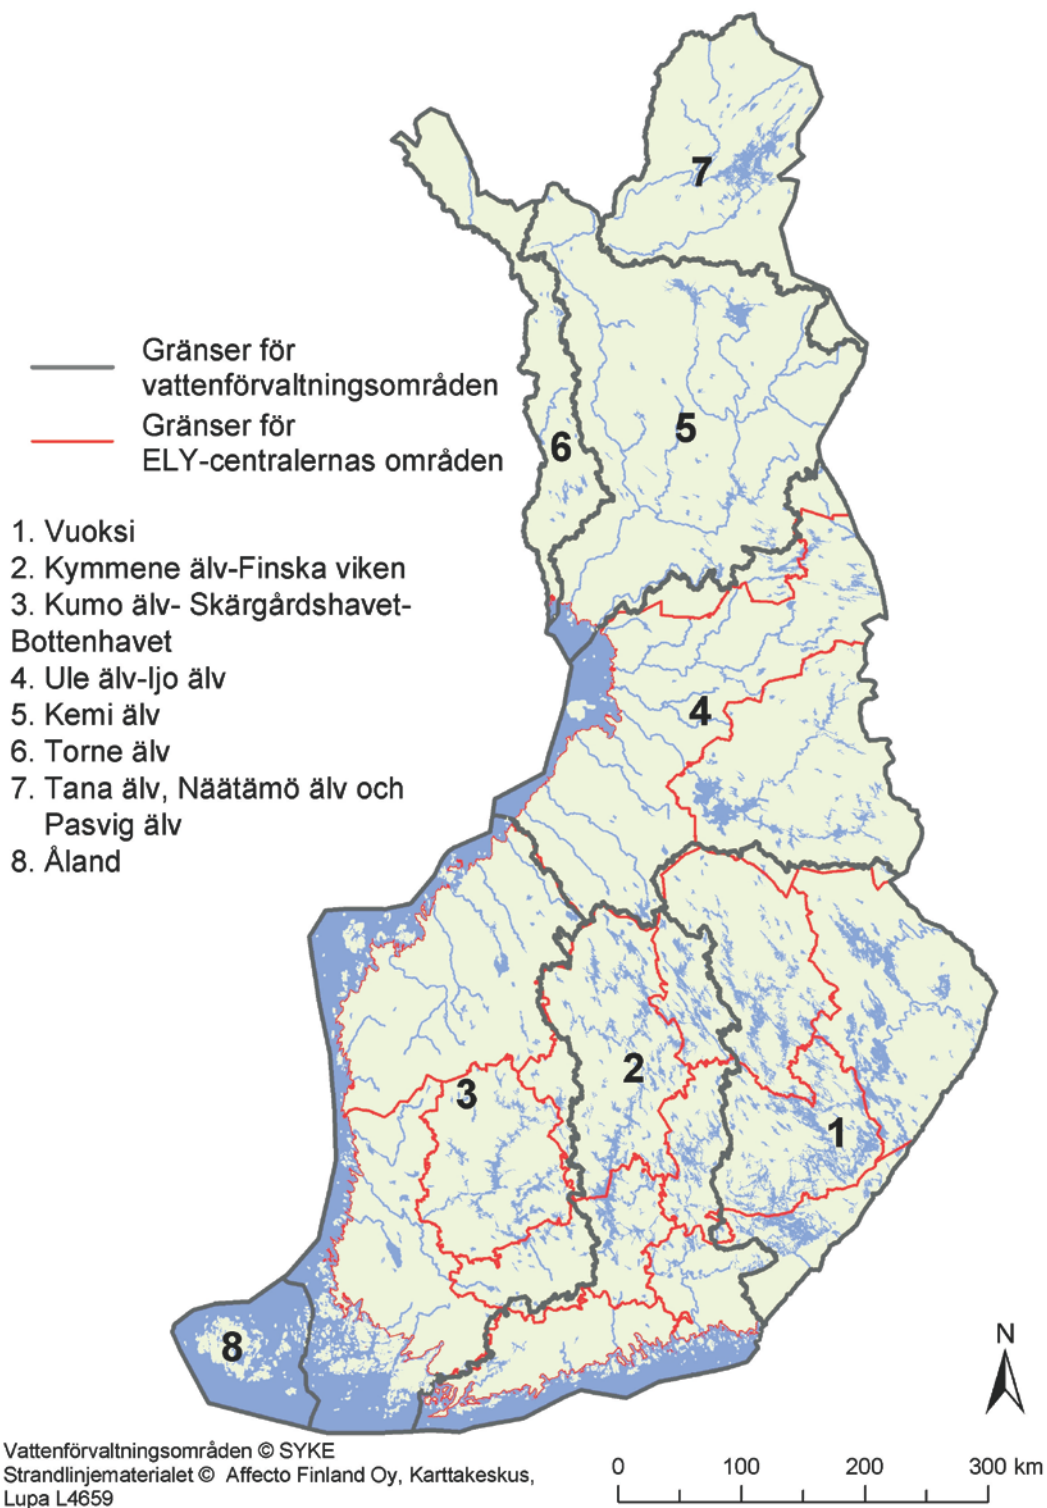 7
Gränser för
vattenförvaltningsområden
Gränser för
ELY-centralernas områden
5
6
1. Vuoksi
2. Kymmene älv-Finska viken
3. Kumo älv- Skärgårdshavet-
Bottenhavet
4. Ule älv-Ijo älv
5. Kemi älv
6. Torne älv
7. Tana älv, Näätämö älv och
Pasvig älv
8. Åland
4
2
3
1
8
N
Vattenförvaltningsområden © SYKE
Strandlinjematerialet © Affecto Finland Oy, Karttakeskus,
Lupa L4659
0 100 200 300 km